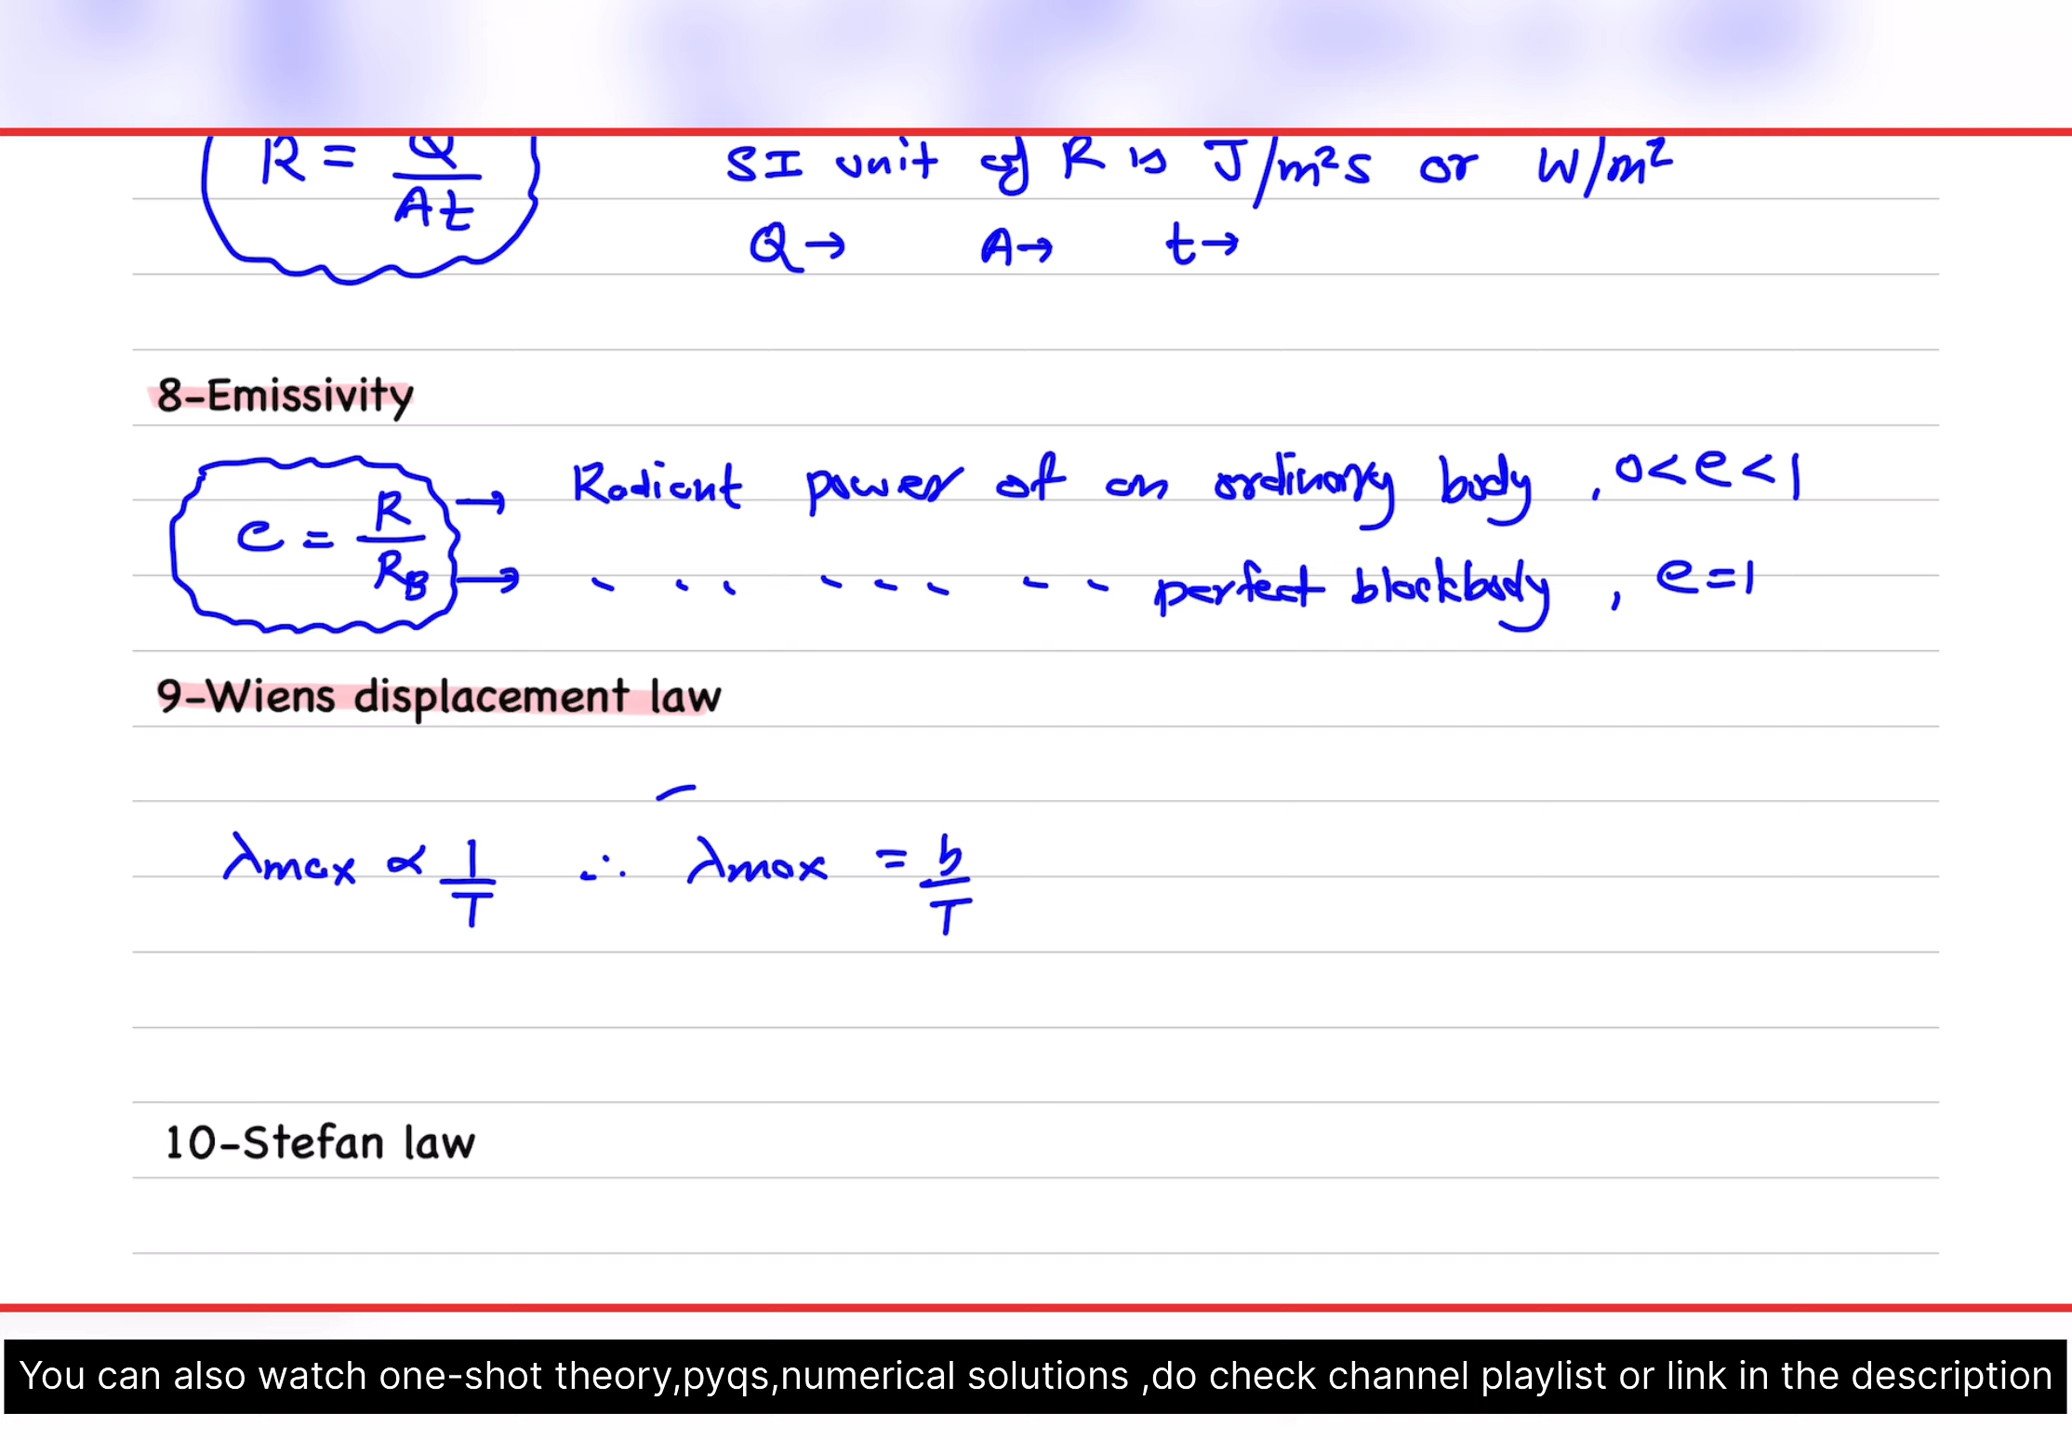 R = Q/At SI unit of R is J/m²s or W/m²
Q → A → t →
8-Emissivity
e = R/R_B → Radiant power of an ordinary body , 0<e<1
→ " " " perfect blackbody , e=1
9-Wiens displacement law
λmax ∝ 1/T ∴ λmax = b/T
10-Stefan law
You can also watch one-shot theory,pyqs,numerical solutions ,do check channel playlist or link in the description